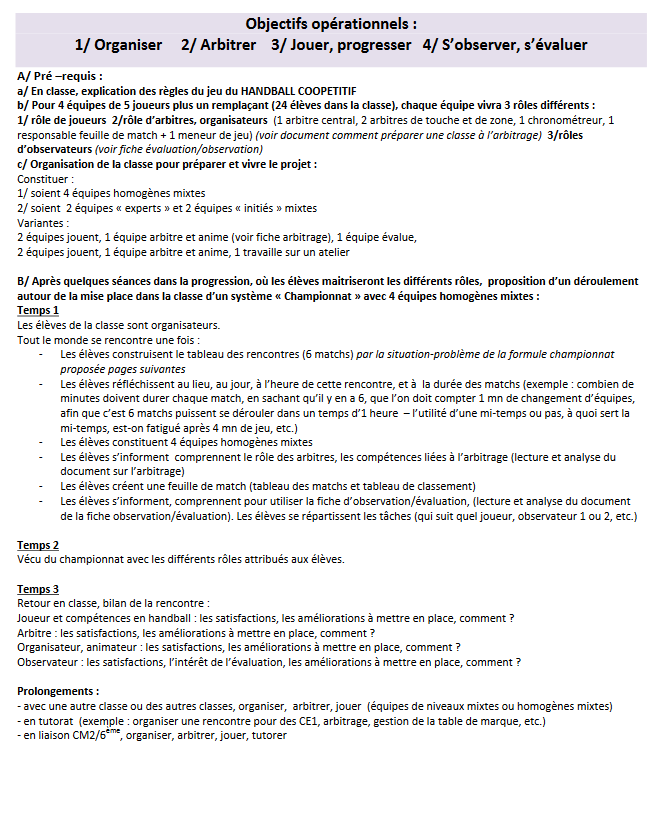 Objectifs opérationnels :
1/ Organiser 2/ Arbitrer 3/ Jouer, progresser 4/ S’observer, s’évaluer
A/ Pré –requis :
a/ En classe, explication des règles du jeu du HANDBALL COOPETITIF
b/ Pour 4 équipes de 5 joueurs plus un remplaçant (24 élèves dans la classe), chaque équipe vivra 3 rôles différents :
1/ rôle de joueurs 2/rôle d’arbitres, organisateurs (1 arbitre central, 2 arbitres de touche et de zone, 1 chronométreur, 1
responsable feuille de match + 1 meneur de jeu) (voir document comment préparer une classe à l’arbitrage) 3/rôles
d’observateurs (voir fiche évaluation/observation)
c/ Organisation de la classe pour préparer et vivre le projet :
Constituer :
1/ soient 4 équipes homogènes mixtes
2/ soient 2 équipes « experts » et 2 équipes « initiés » mixtes
Variantes :
2 équipes jouent, 1 équipe arbitre et anime (voir fiche arbitrage), 1 équipe évalue,
2 équipes jouent, 1 équipe arbitre et anime, 1 travaille sur un atelier
B/ Après quelques séances dans la progression, où les élèves maitriseront les différents rôles, proposition d’un déroulement
autour de la mise place dans la classe d’un système « Championnat » avec 4 équipes homogènes mixtes :
Temps 1
Les élèves de la classe sont organisateurs.
Tout le monde se rencontre une fois :
- Les élèves construisent le tableau des rencontres (6 matchs) par la situation-problème de la formule championnat
proposée pages suivantes
- Les élèves réfléchissent au lieu, au jour, à l’heure de cette rencontre, et à la durée des matchs (exemple : combien de
minutes doivent durer chaque match, en sachant qu’il y en a 6, que l’on doit compter 1 mn de changement d’équipes,
afin que c’est 6 matchs puissent se dérouler dans un temps d’1 heure – l’utilité d’une mi-temps ou pas, à quoi sert la
mi-temps, est-on fatigué après 4 mn de jeu, etc.)
- Les élèves constituent 4 équipes homogènes mixtes
- Les élèves s’informent comprennent le rôle des arbitres, les compétences liées à l’arbitrage (lecture et analyse du
document sur l’arbitrage)
- Les élèves créent une feuille de match (tableau des matchs et tableau de classement)
- Les élèves s’informent, comprennent pour utiliser la fiche d’observation/évaluation, (lecture et analyse du document
de la fiche observation/évaluation). Les élèves se répartissent les tâches (qui suit quel joueur, observateur 1 ou 2, etc.)
Temps 2
Vécu du championnat avec les différents rôles attribués aux élèves.
Temps 3
Retour en classe, bilan de la rencontre :
Joueur et compétences en handball : les satisfactions, les améliorations à mettre en place, comment ?
Arbitre : les satisfactions, les améliorations à mettre en place, comment ?
Organisateur, animateur : les satisfactions, les améliorations à mettre en place, comment ?
Observateur : les satisfactions, l’intérêt de l’évaluation, les améliorations à mettre en place, comment ?
Prolongements :
- avec une autre classe ou des autres classes, organiser, arbitrer, jouer (équipes de niveaux mixtes ou homogènes mixtes)
- en tutorat (exemple : organiser une rencontre pour des CE1, arbitrage, gestion de la table de marque, etc.)
- en liaison CM2/6ème, organiser, arbitrer, jouer, tutorer